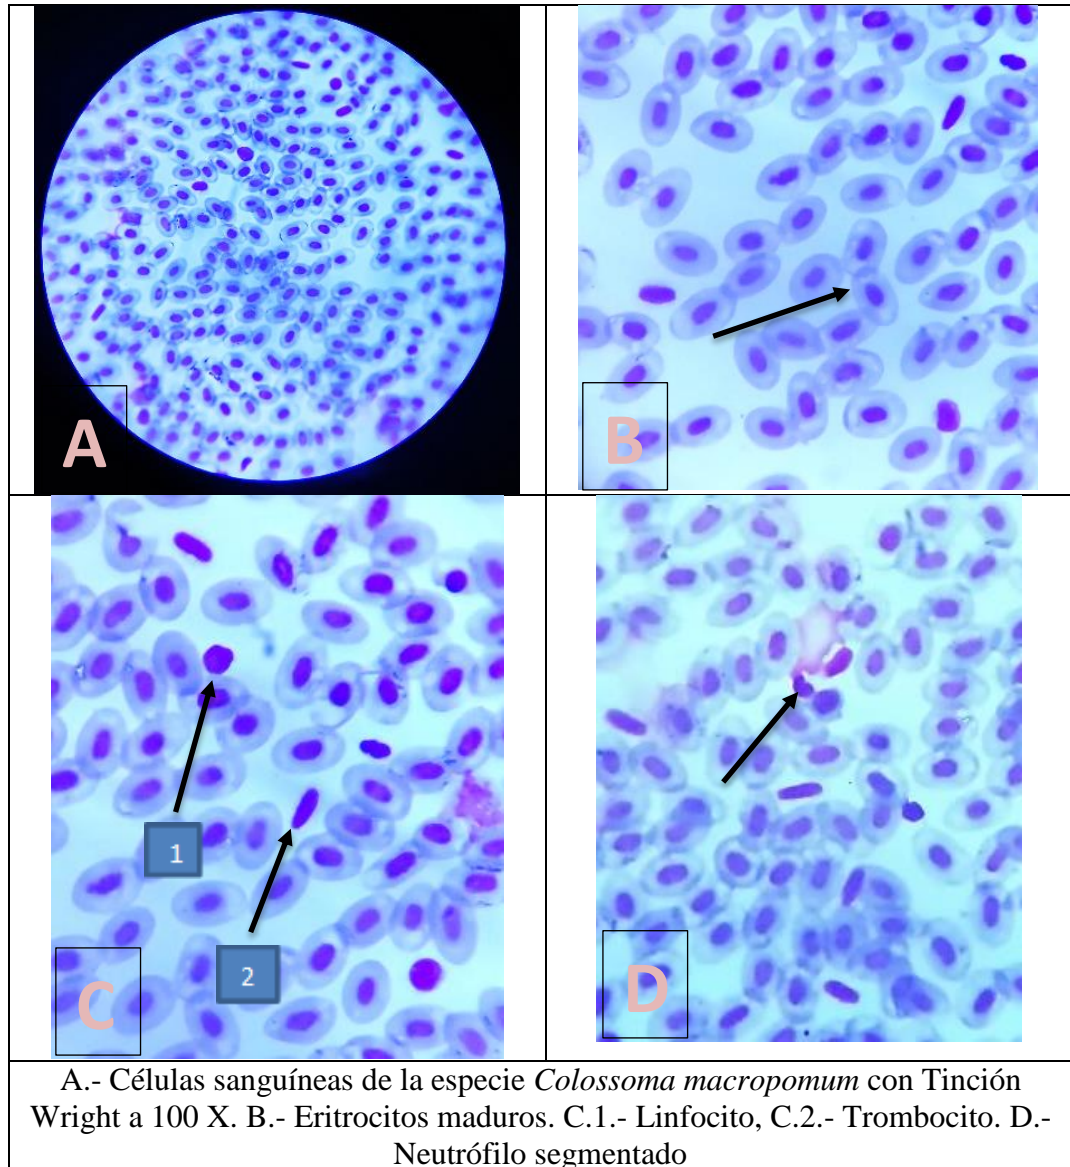 A
B
1
2
C
D
A.- Células sanguíneas de la especie Colossoma macropomum con Tinción
Wright a 100 X. B.- Eritrocitos maduros. C.1.- Linfocito, C.2.- Trombocito. D.-
Neutrófilo segmentado